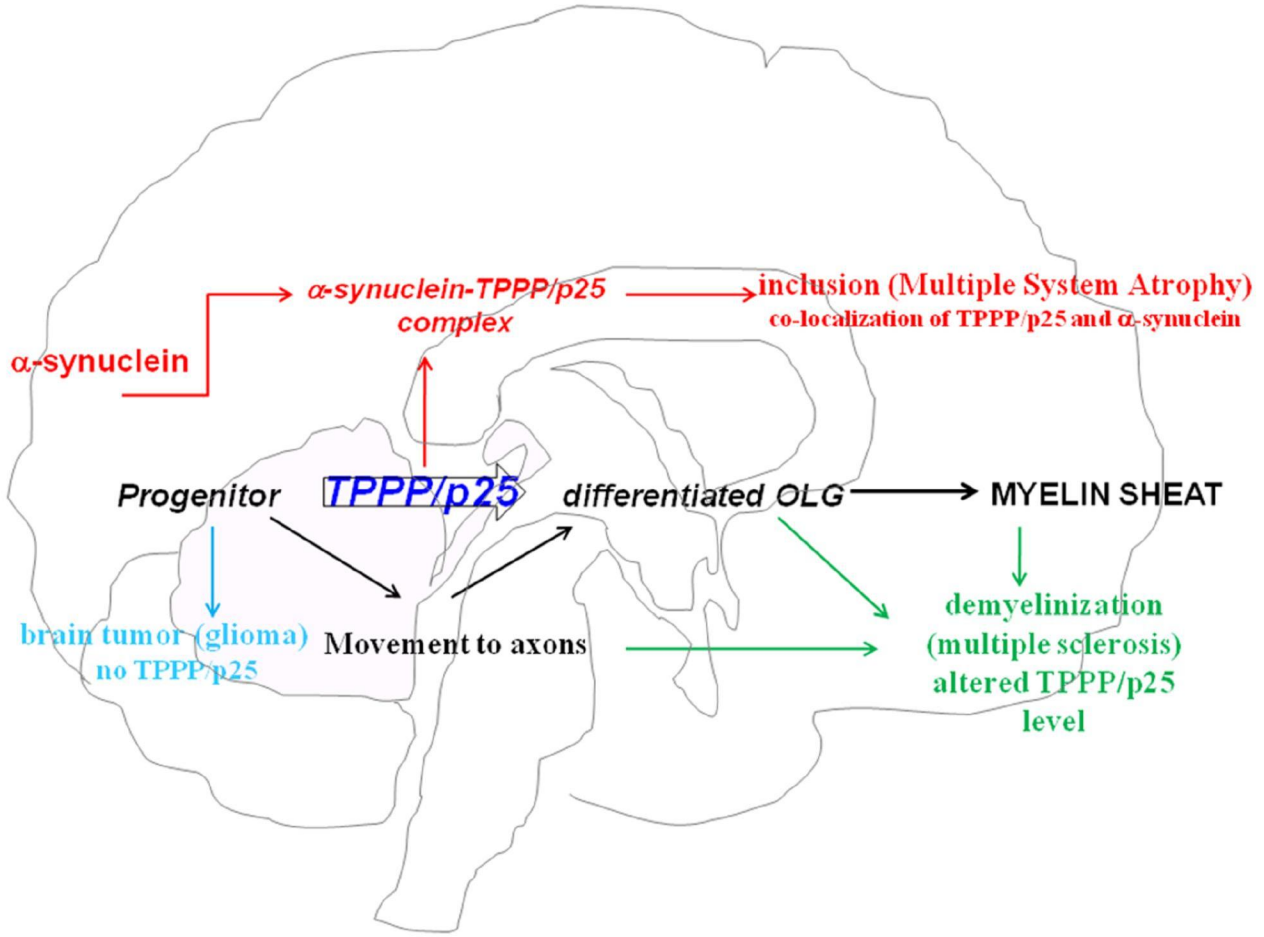 α-synuclein-TPPP/p25
complex
inclusion (Multiple System Atrophy)
co-localization of TPPP/p25 and α-synuclein
α-synuclein
Progenitor
TPPP/p25
differentiated OLG
MYELIN SHEAT
brain tumor (glioma)
no TPPP/p25
Movement to axons
demyelinization
(multiple sclerosis)
altered TPPP/p25
level